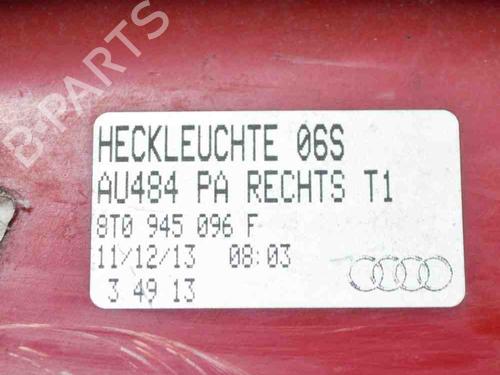 B-PARTS
HECKLEUCHTE 06S
AU484 PA RECHTS T1
8T0 945 096 F
11/12/13 08:03
3 49 13